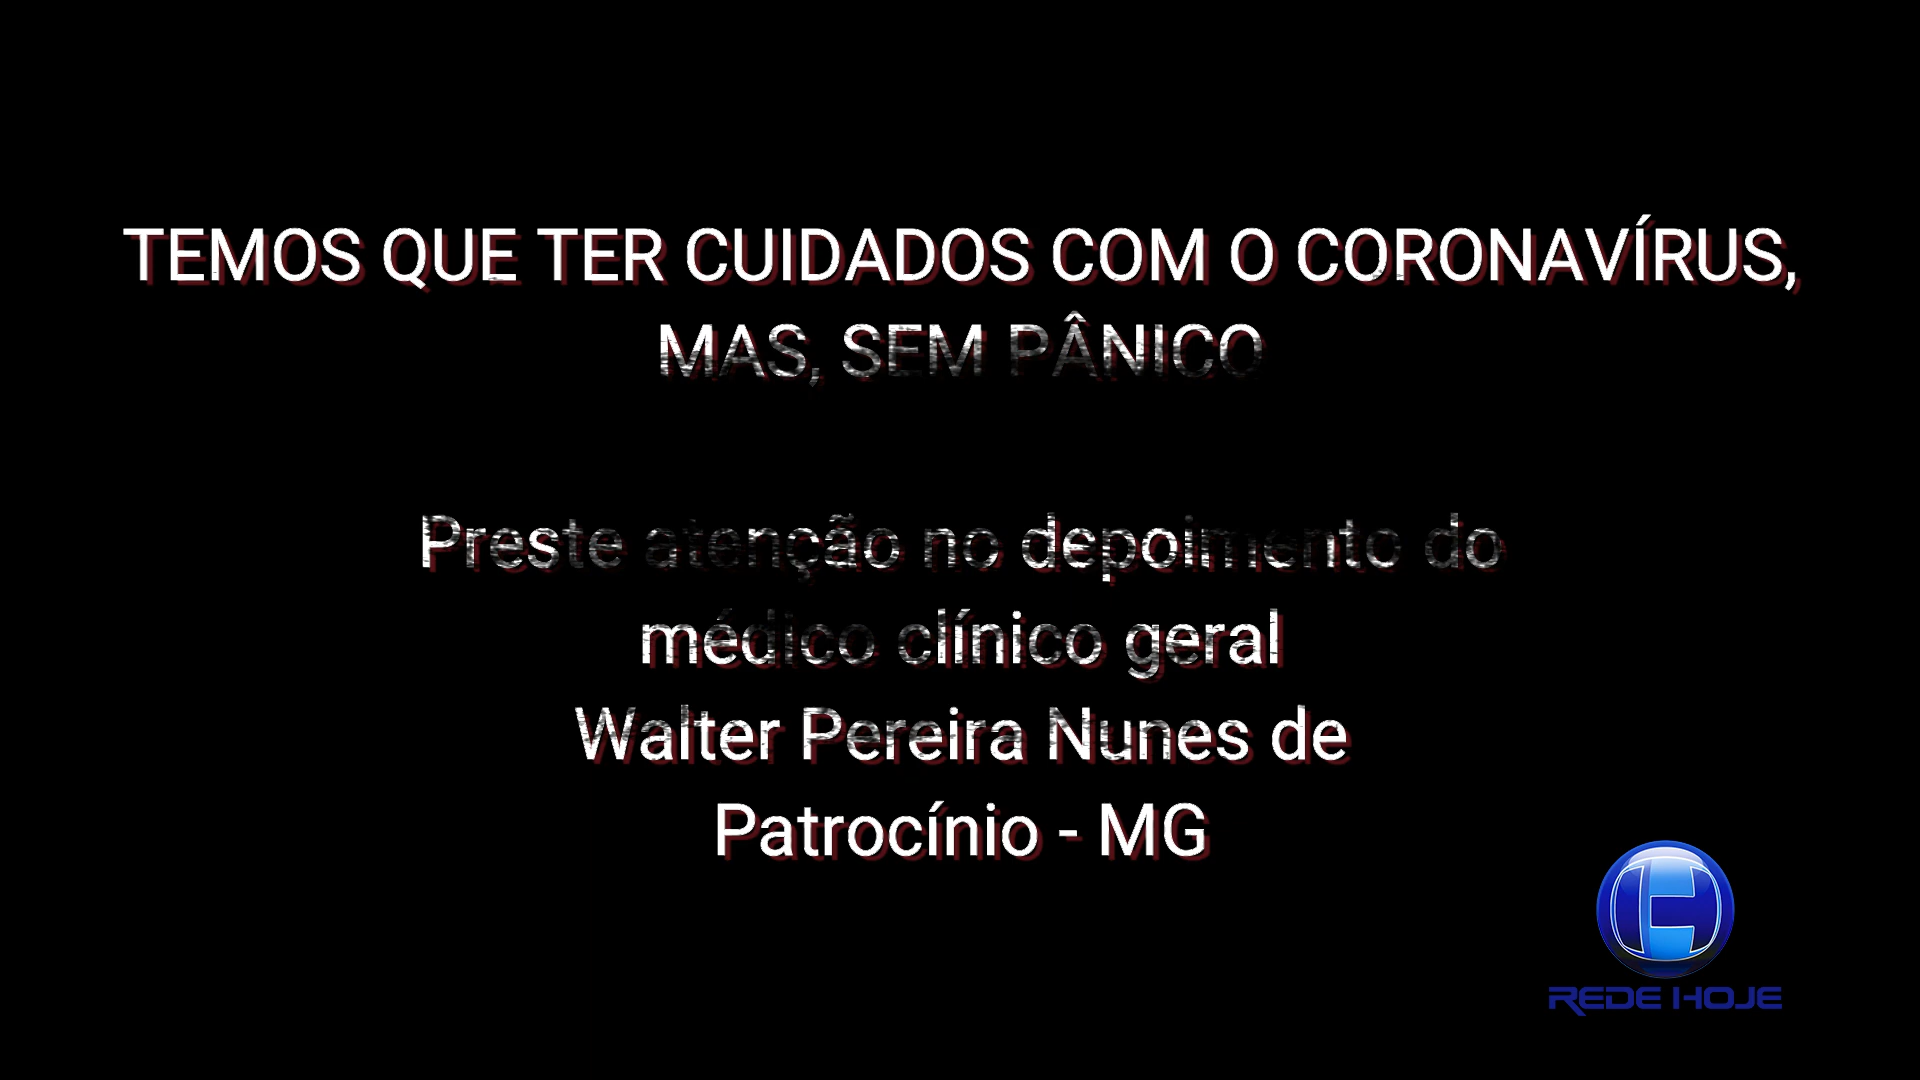 TEMOS QUE TER CUIDADOS COM O CORONAVÍRUS,
MAS, SEM PÂNICO
Preste atenção no depoimento do
médico clínico geral
Walter Pereira Nunes de
Patrocínio - MG
REDE HOJE